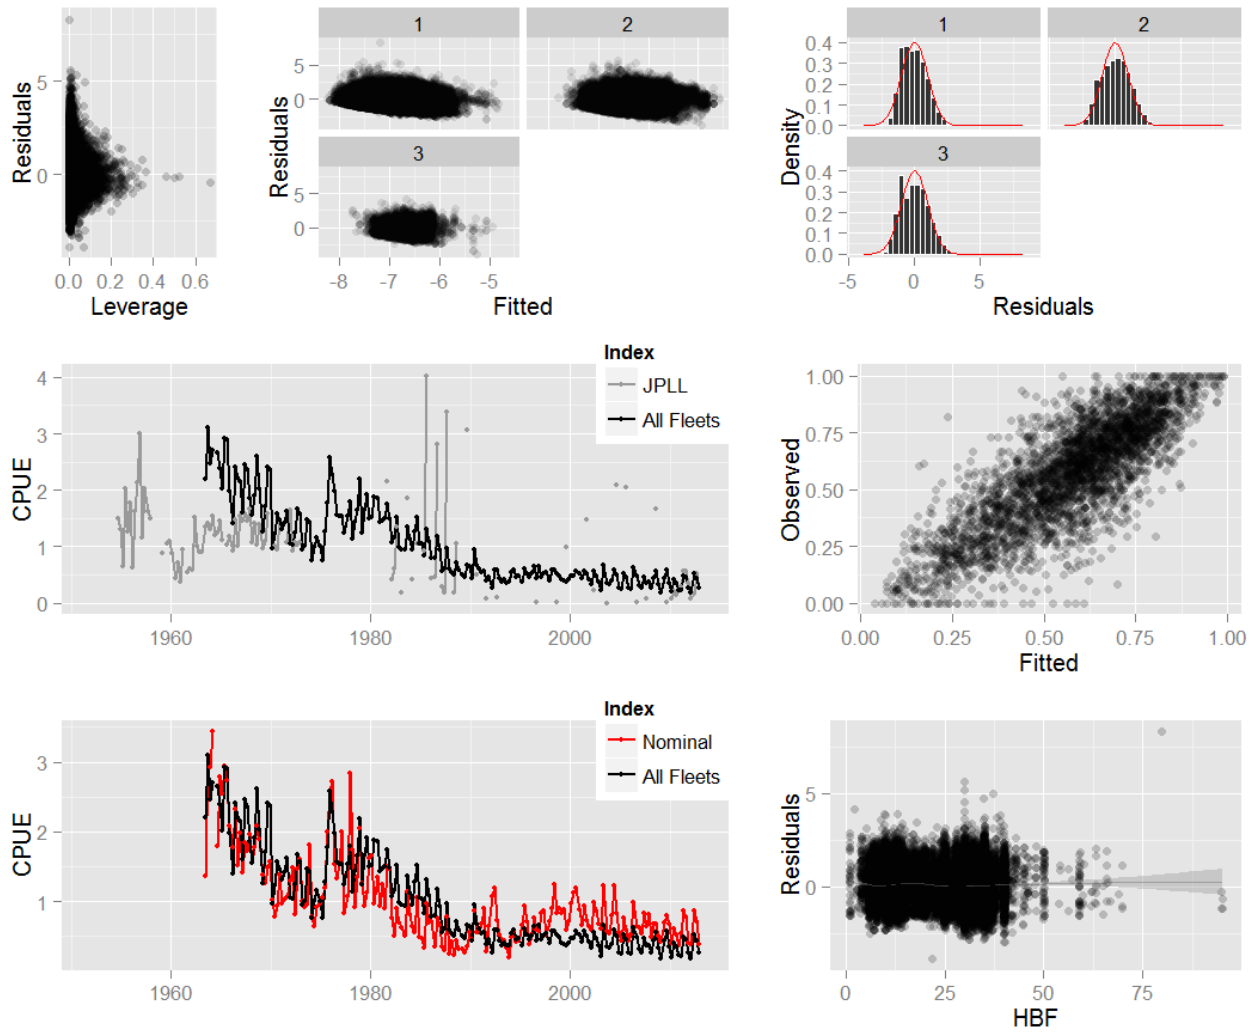 Residuals
5
0
0.0 0.2 0.4 0.6
Leverage
1 2
Residuals
5
0
3
5
0
-8 -7 -6 -5
Fitted
1 2
Density
0.4
0.3
0.2
0.1
0.0
3
0.4
0.3
0.2
0.1
0.0
-5 0 5
Residuals
Index
JPLL
All Fleets
CPUE
4
3
2
1
0
1960 1980 2000
Observed
1.00
0.75
0.50
0.25
0.00
0.00 0.25 0.50 0.75 1.00
Fitted
Index
Nominal
All Fleets
CPUE
3
2
1
1960 1980 2000
Residuals
5
0
0 25 50 75
HBF